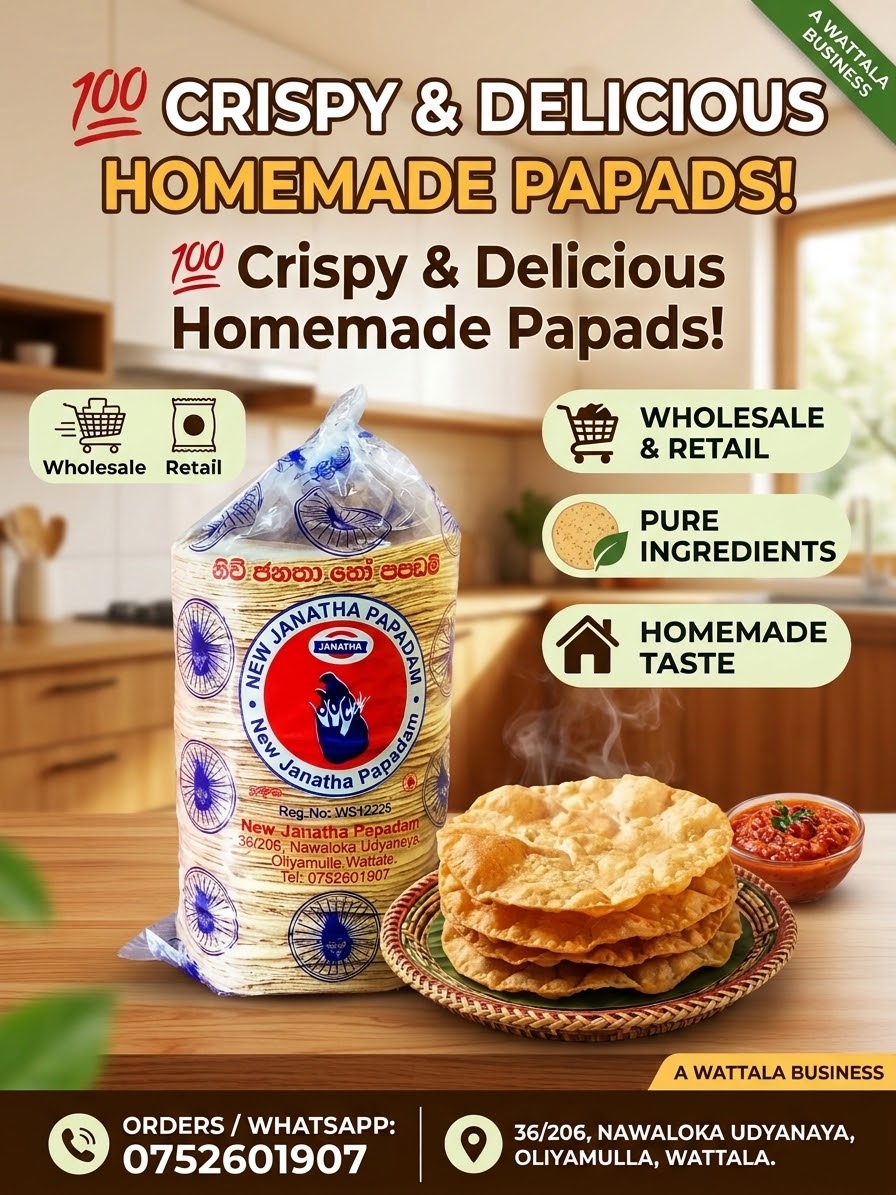 A WATTALA
BUSINESS
💯 CRISPY & DELICIOUS
HOMEMADE PAPADS!
💯 Crispy & Delicious
Homemade Papads!
Wholesale Retail
WHOLESALE
& RETAIL
PURE
INGREDIENTS
HOMEMADE
TASTE
නිව් ජනතා හෝ පපඩම්
NEW JANATHA PAPADAM
JANATHA
New Janatha Papadam
Reg.No: WS12225
New Janatha Pepadam
36/206, Nawaloka Udyaneya,
Oliyamulle.Wattate.
Tel: 0752601907
A WATTALA BUSINESS
ORDERS / WHATSAPP:
0752601907
36/206, NAWALOKA UDYANAYA,
OLIYAMULLA, WATTALA.